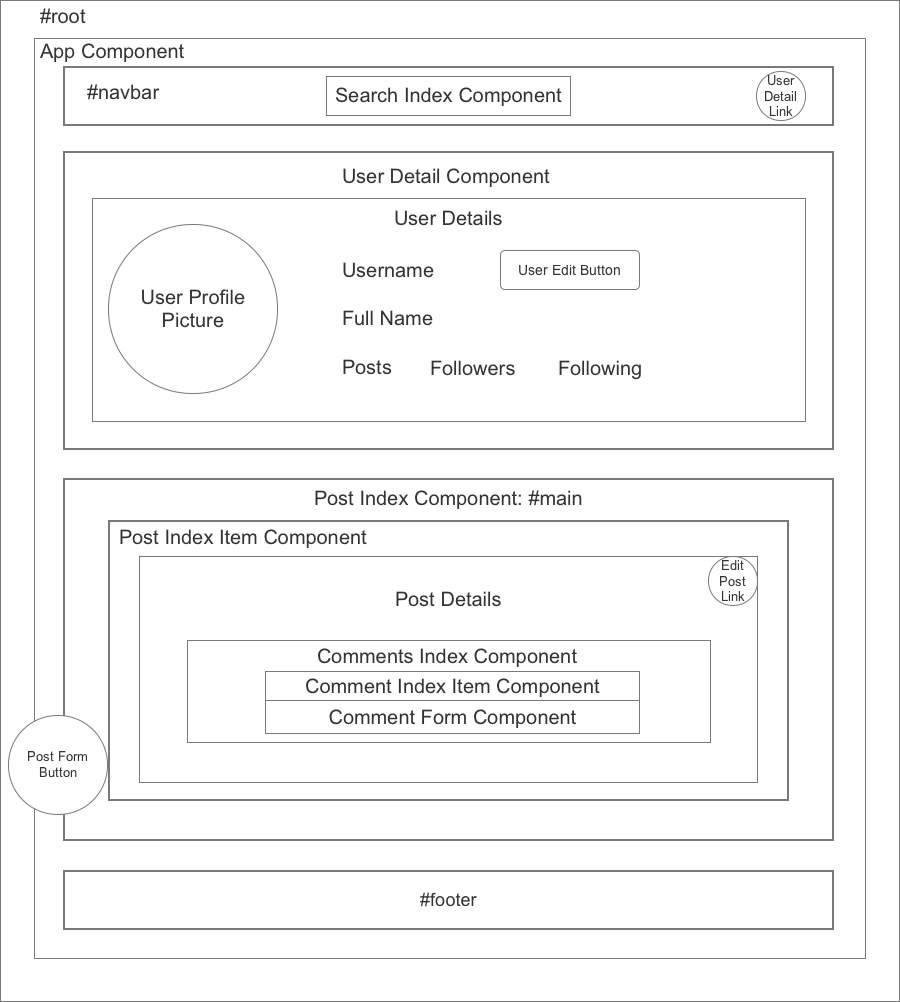 #root
App Component
#navbar
Search Index Component
User
Detail
Link
User Detail Component
User Details
User Profile
Picture
Username
User Edit Button
Full Name
Posts
Followers
Following
Post Index Component: #main
Post Index Item Component
Edit
Post
Link
Post Details
Comments Index Component
Comment Index Item Component
Comment Form Component
Post Form
Button
#footer